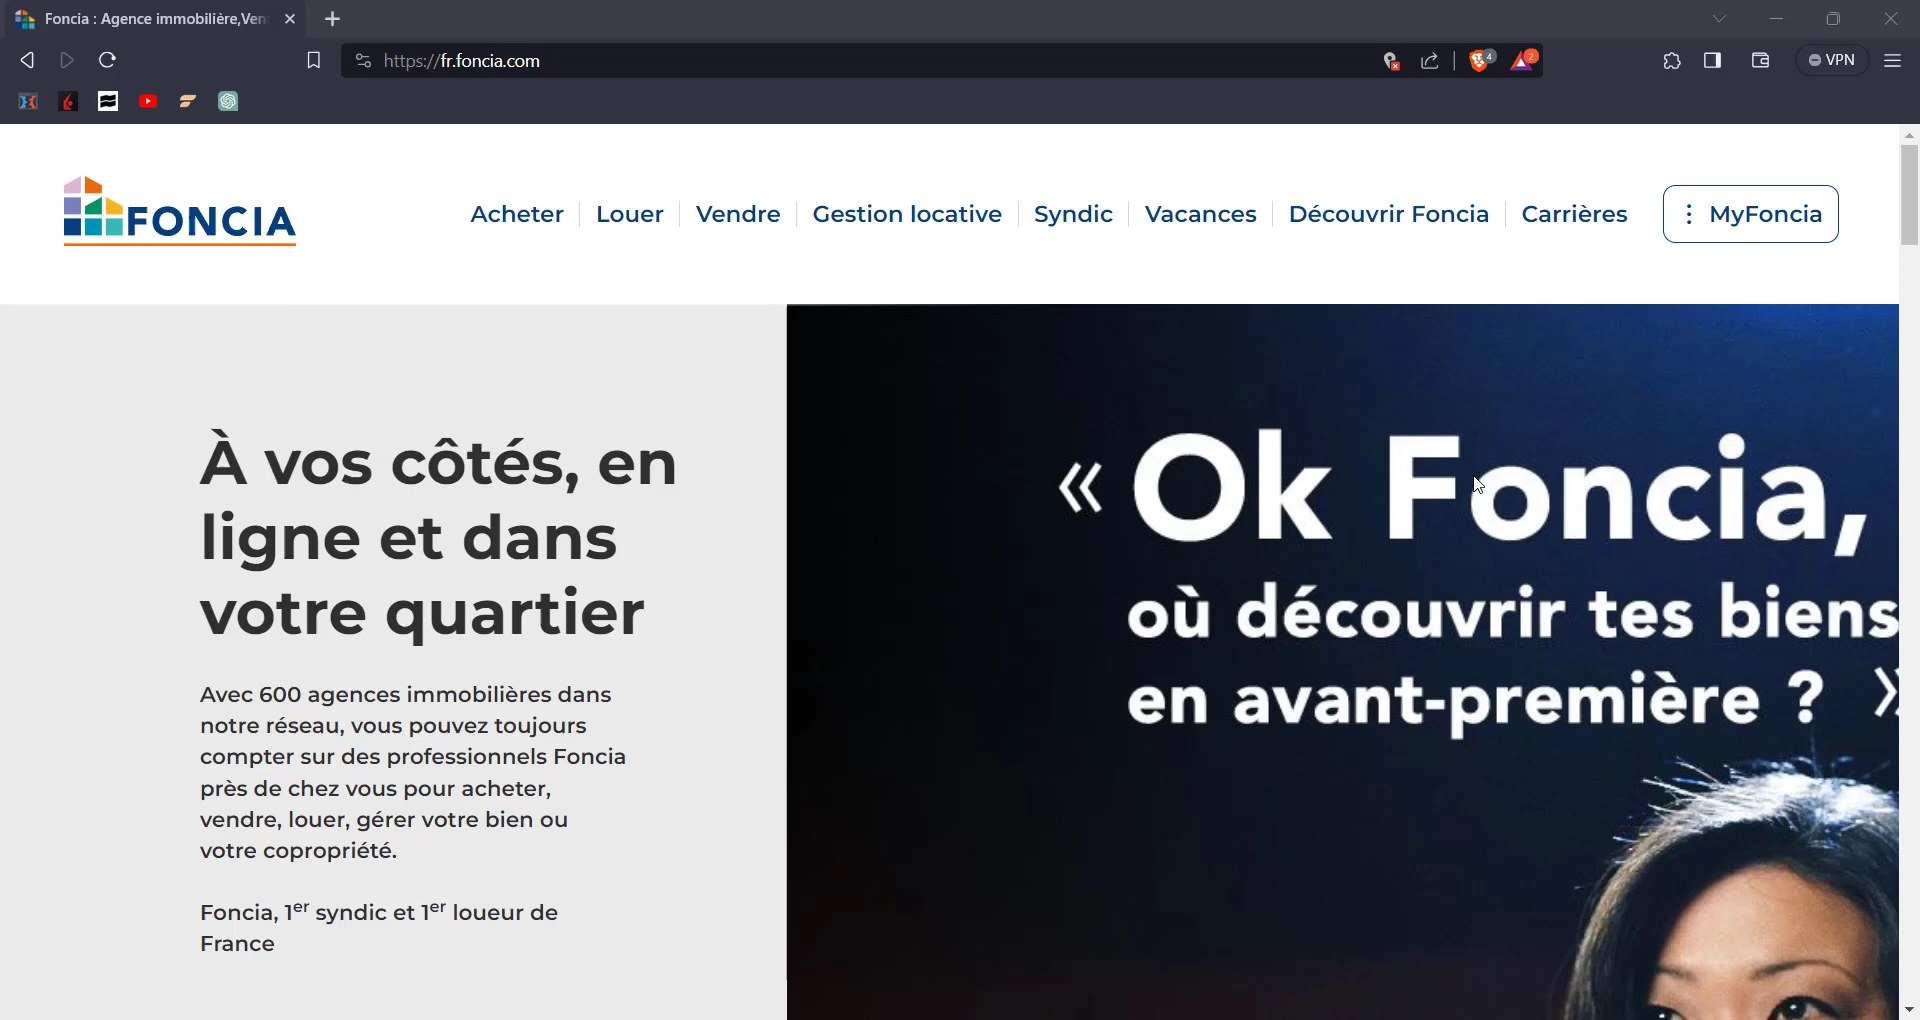 Foncia : Agence immobilière,Ven
https://fr.foncia.com
4
2
VPN
FONCIA
Acheter
Louer
Vendre
Gestion locative
Syndic
Vacances
Découvrir Foncia
Carrières
MyFoncia
À vos côtés, en
ligne et dans
votre quartier
Avec 600 agences immobilières dans
notre réseau, vous pouvez toujours
compter sur des professionnels Foncia
près de chez vous pour acheter,
vendre, louer, gérer votre bien ou
votre copropriété.
Foncia, 1er syndic et 1er loueur de
France
« Ok Foncia,
où découvrir tes biens
en avant-première ? »